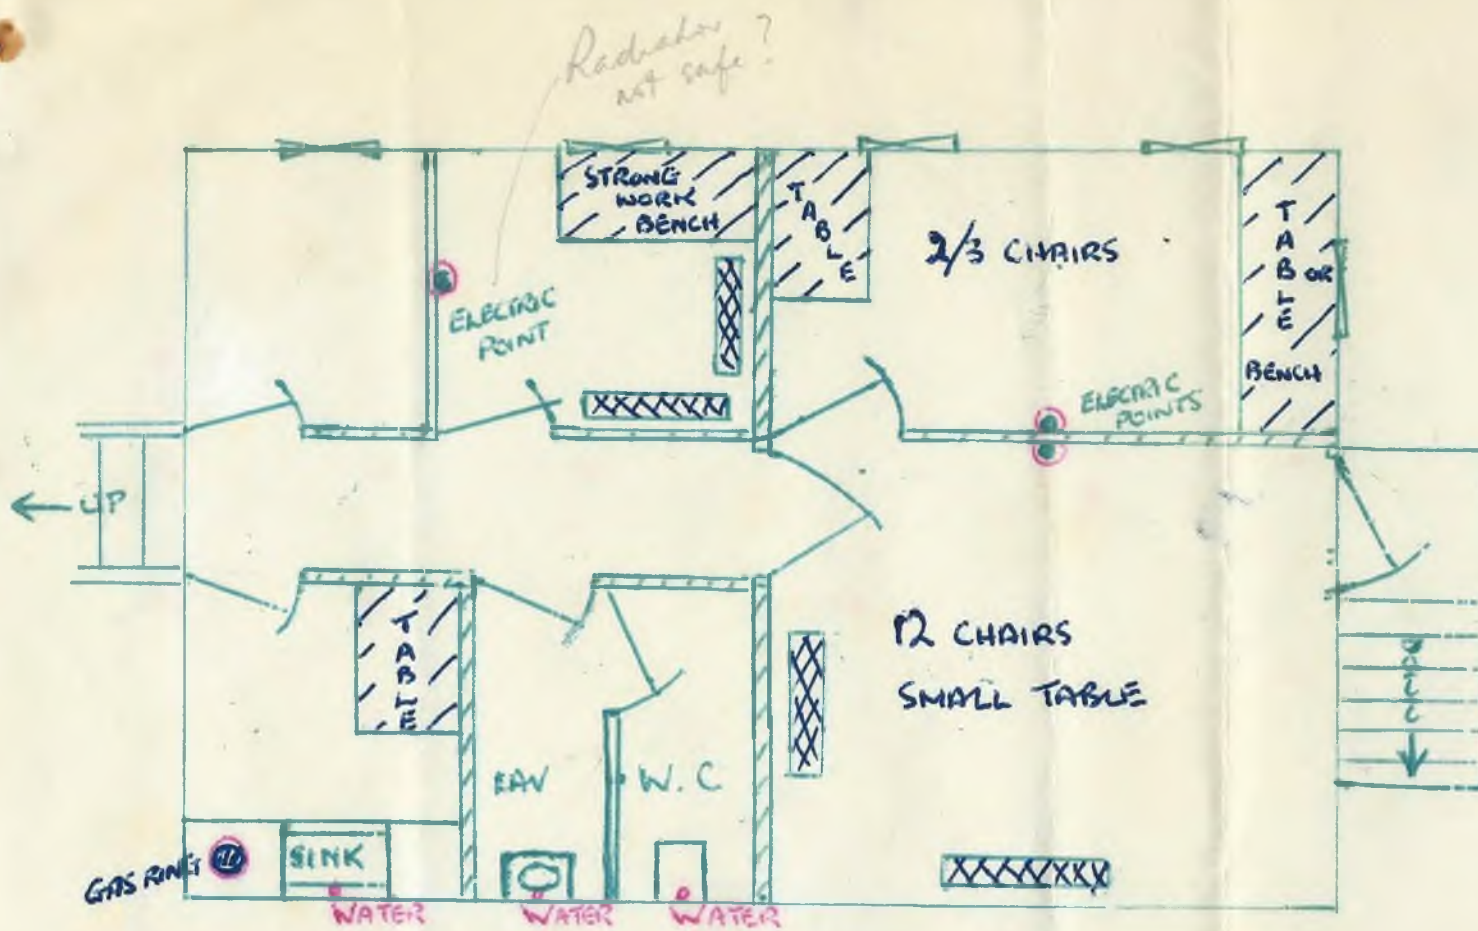 Radiator ?
not safe ?
STRONG
WORK
BENCH
TABLE
2/3 CHAIRS
TABLE OR
BENCH
ELECTRIC
POINT
ELECTRIC
POINTS
← UP
TABLE
12 CHAIRS
SMALL TABLE
LAV
W.C
GAS RING
SINK
WATER
WATER
WATER